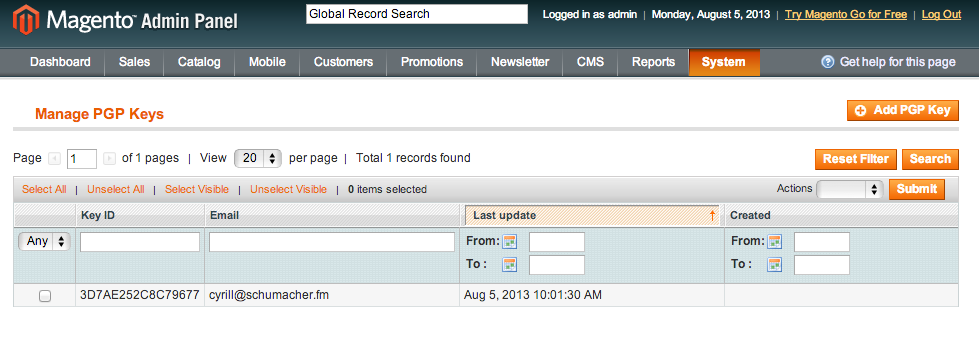 Magento Admin Panel Global Record Search Logged in as admin | Monday, August 5, 2013 | Try Magento Go for Free | Log Out
Dashboard Sales Catalog Mobile Customers Promotions Newsletter CMS Reports System Get help for this page
Manage PGP Keys Add PGP Key
Page 1 of 1 pages | View 20 per page | Total 1 records found Reset Filter Search
Select All | Unselect All | Select Visible | Unselect Visible | 0 items selected Actions Submit
Key ID Email Last update Created
Any From: From:
To : To :
3D7AE252C8C79677 cyrill@schumacher.fm Aug 5, 2013 10:01:30 AM